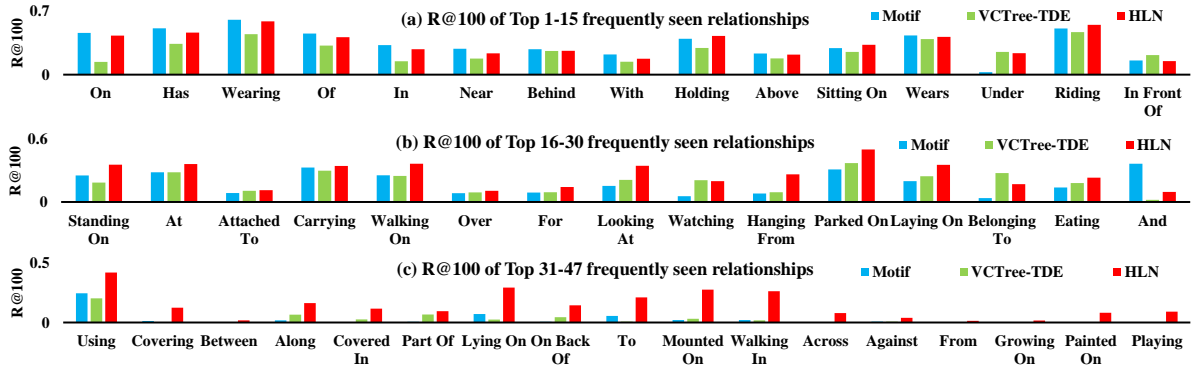 0.7
(a) R@100 of Top 1-15 frequently seen relationships
Motif VCTree-TDE HLN
R@100
0
On Has Wearing Of In Near Behind With Holding Above Sitting On Wears Under Riding In Front Of
0.6
(b) R@100 of Top 16-30 frequently seen relationships
Motif VCTree-TDE HLN
R@100
0
Standing On At Attached To Carrying Walking On Over For Looking At Watching Hanging From Parked On Laying On Belonging To Eating And
0.5
(c) R@100 of Top 31-47 frequently seen relationships
Motif VCTree-TDE HLN
R@100
0
Using Covering Between Along Covered In Part Of Lying On On Back Of To Mounted On Walking In Across Against From Growing On Painted On Playing